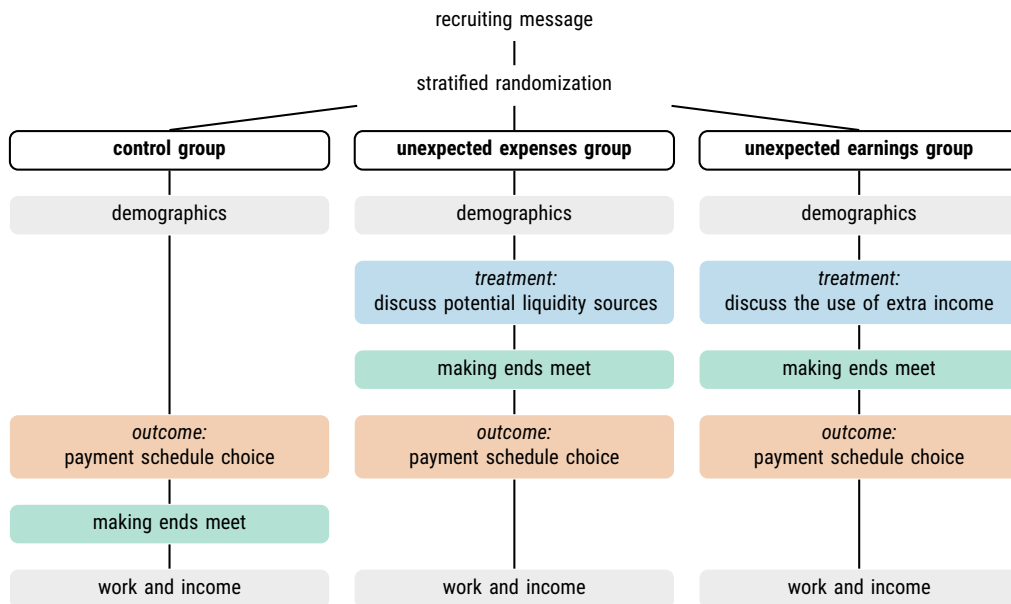 recruiting message
stratified randomization
control group
unexpected expenses group
unexpected earnings group
demographics
demographics
demographics
treatment:
discuss potential liquidity sources
treatment:
discuss the use of extra income
making ends meet
making ends meet
outcome:
payment schedule choice
outcome:
payment schedule choice
outcome:
payment schedule choice
making ends meet
work and income
work and income
work and income